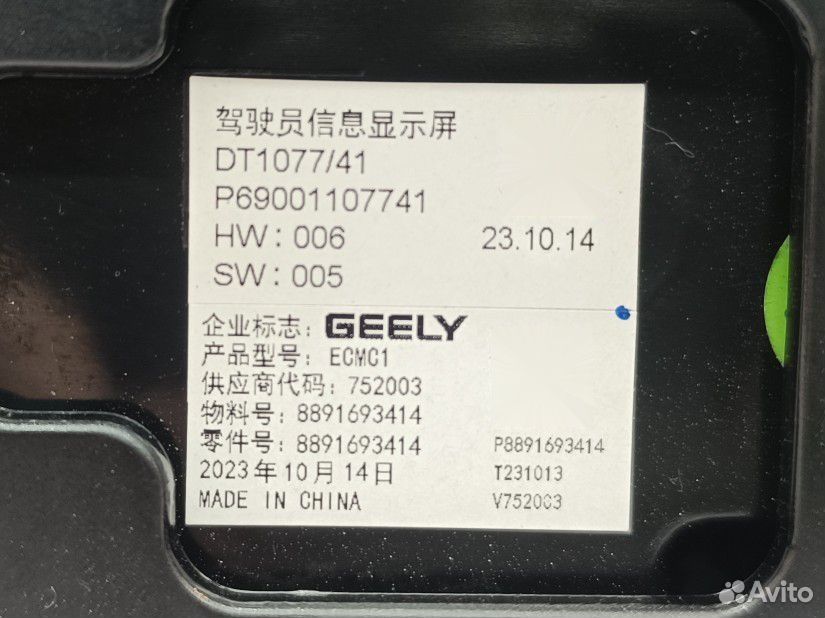 驾驶员信息显示屏
DT1077/41
P69001107741
HW: 006 23.10.14
SW: 005
企业标志: GEELY
产品型号: ECMC1
供应商代码: 752003
物料号: 8891693414
零件号: 8891693414 P8891693414
2023年10月14日 T231013
MADE IN CHINA V752003
Avito